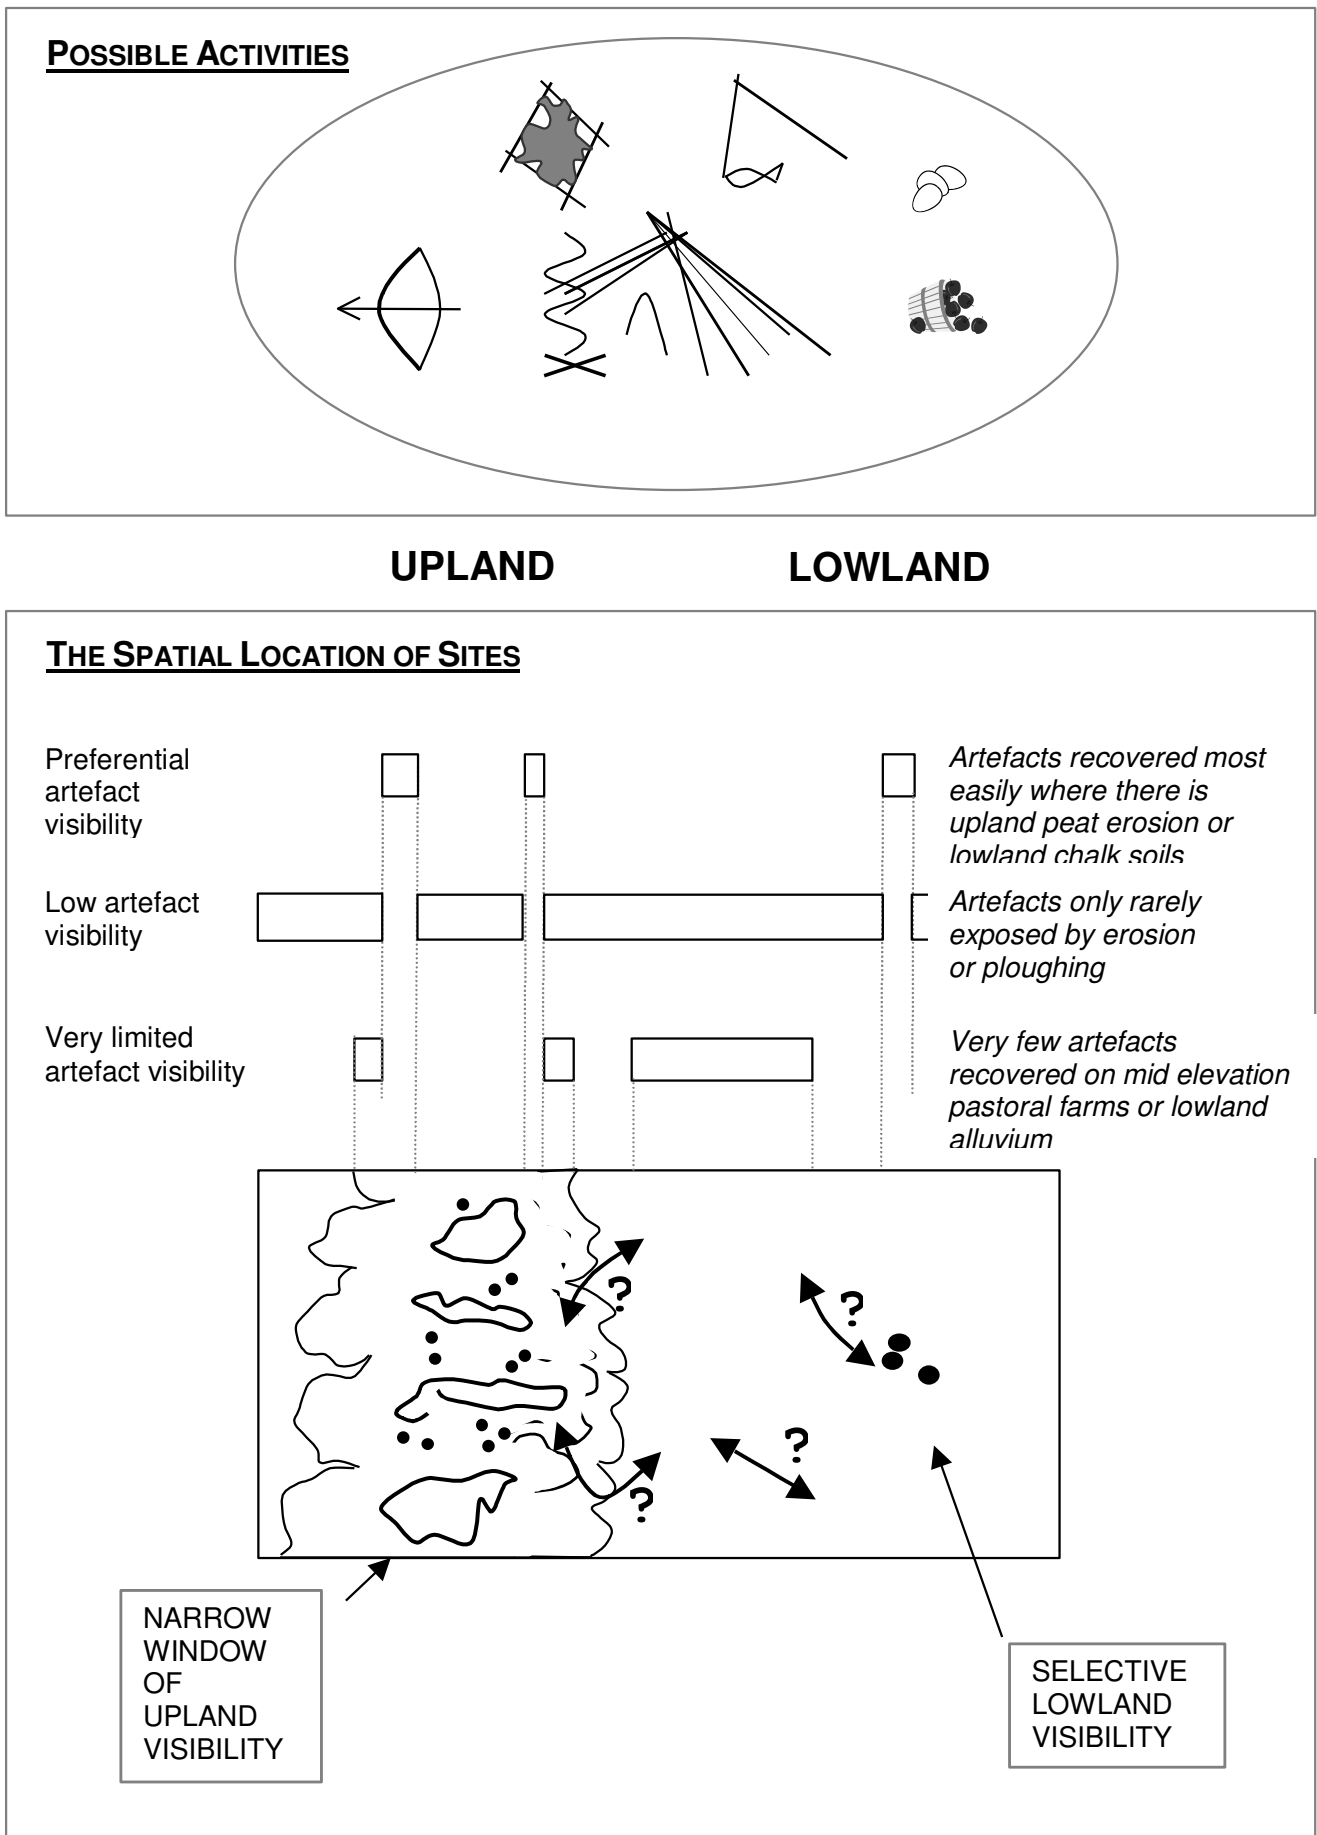 POSSIBLE ACTIVITIES
UPLAND
LOWLAND
THE SPATIAL LOCATION OF SITES
Preferential
artefact
visibility
Artefacts recovered most
easily where there is
upland peat erosion or
lowland chalk soils
Low artefact
visibility
Artefacts only rarely
exposed by erosion
or ploughing
Very limited
artefact visibility
Very few artefacts
recovered on mid elevation
pastoral farms or lowland
alluvium
?
?
?
?
NARROW
WINDOW
OF
UPLAND
VISIBILITY
SELECTIVE
LOWLAND
VISIBILITY